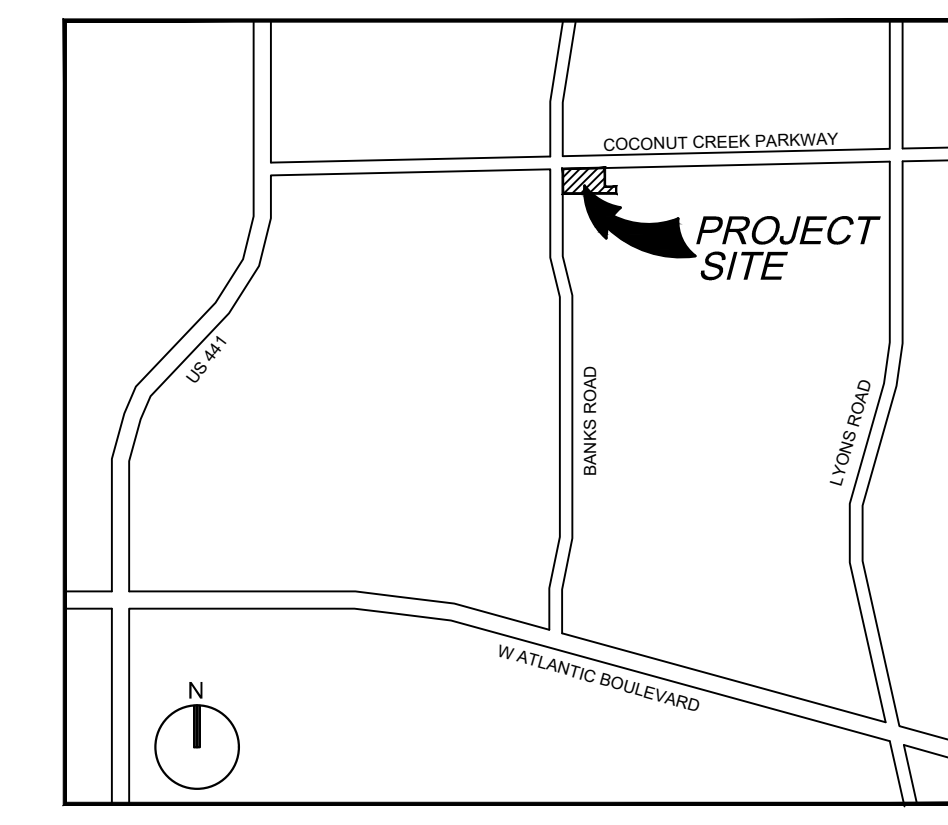 COCONUT CREEK PARKWAY
PROJECT
SITE
US 441
BANKS ROAD
LYONS ROAD
W ATLANTIC BOULEVARD
N